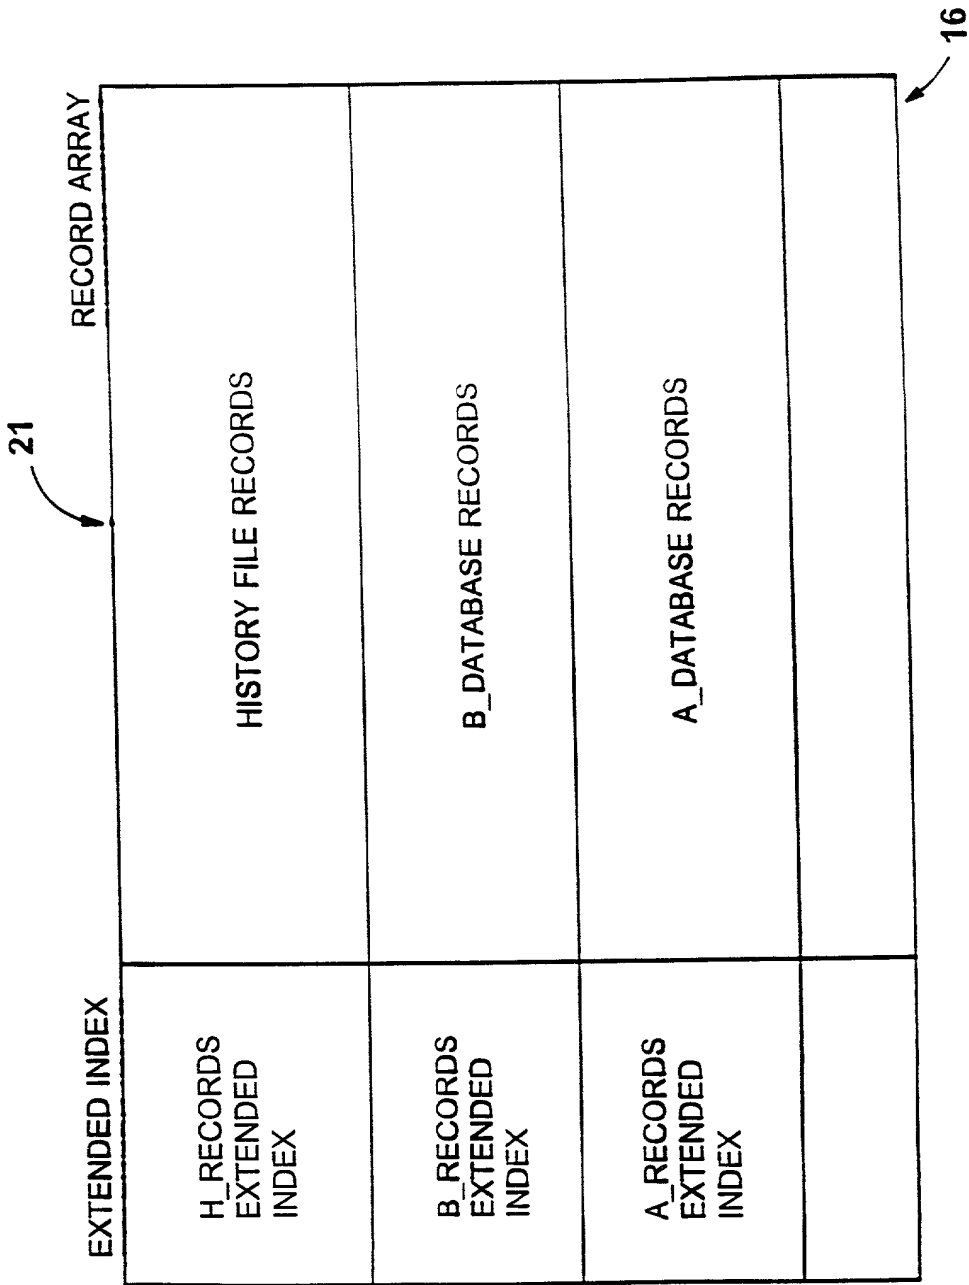 21
EXTENDED INDEX
RECORD ARRAY
H_RECORDS
EXTENDED
INDEX
HISTORY FILE RECORDS
B_RECORDS
EXTENDED
INDEX
B_DATABASE RECORDS
A_RECORDS
EXTENDED
INDEX
A_DATABASE RECORDS
16